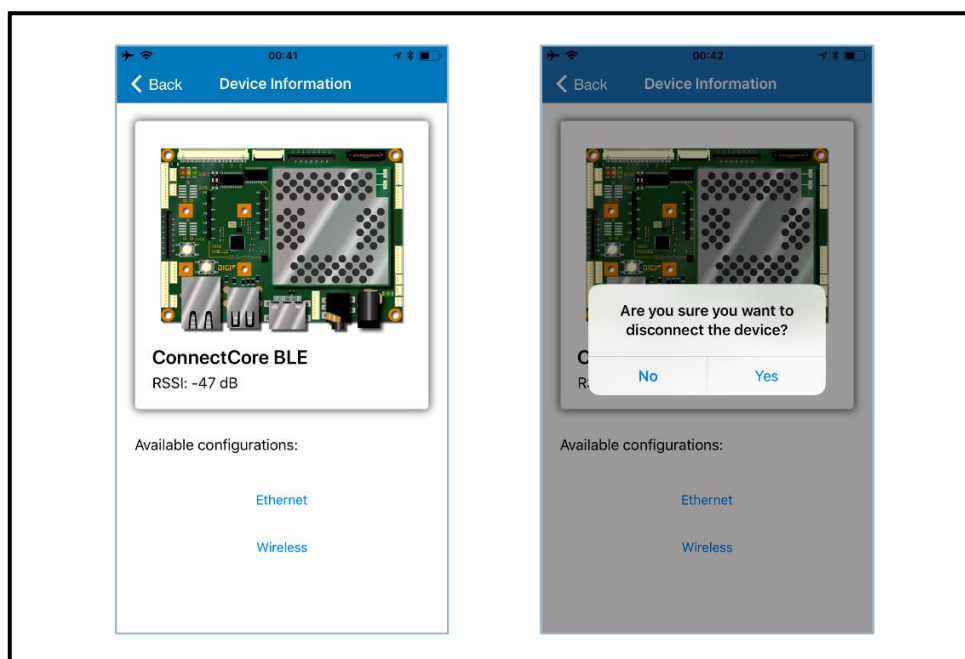 00:41
Back Device Information
DIGI
ConnectCore BLE
RSSI: -47 dB
Available configurations:
Ethernet
Wireless
00:42
Back Device Information
Are you sure you want to
disconnect the device?
No Yes
Available configurations:
Ethernet
Wireless